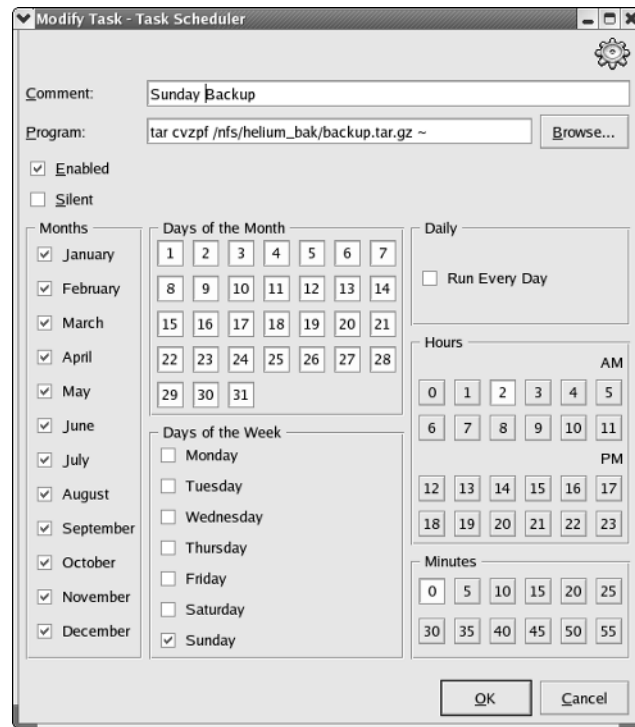 Modify Task - Task Scheduler
Comment: Sunday Backup
Program: tar cvzpf /nfs/helium_bak/backup.tar.gz ~ Browse...
Enabled
Silent
Months
January
February
March
April
May
June
July
August
September
October
November
December
Days of the Month
1 2 3 4 5 6 7
8 9 10 11 12 13 14
15 16 17 18 19 20 21
22 23 24 25 26 27 28
29 30 31
Days of the Week
Monday
Tuesday
Wednesday
Thursday
Friday
Saturday
Sunday
Daily
Run Every Day
Hours
AM
0 1 2 3 4 5
6 7 8 9 10 11
PM
12 13 14 15 16 17
18 19 20 21 22 23
Minutes
0 5 10 15 20 25
30 35 40 45 50 55
OK Cancel